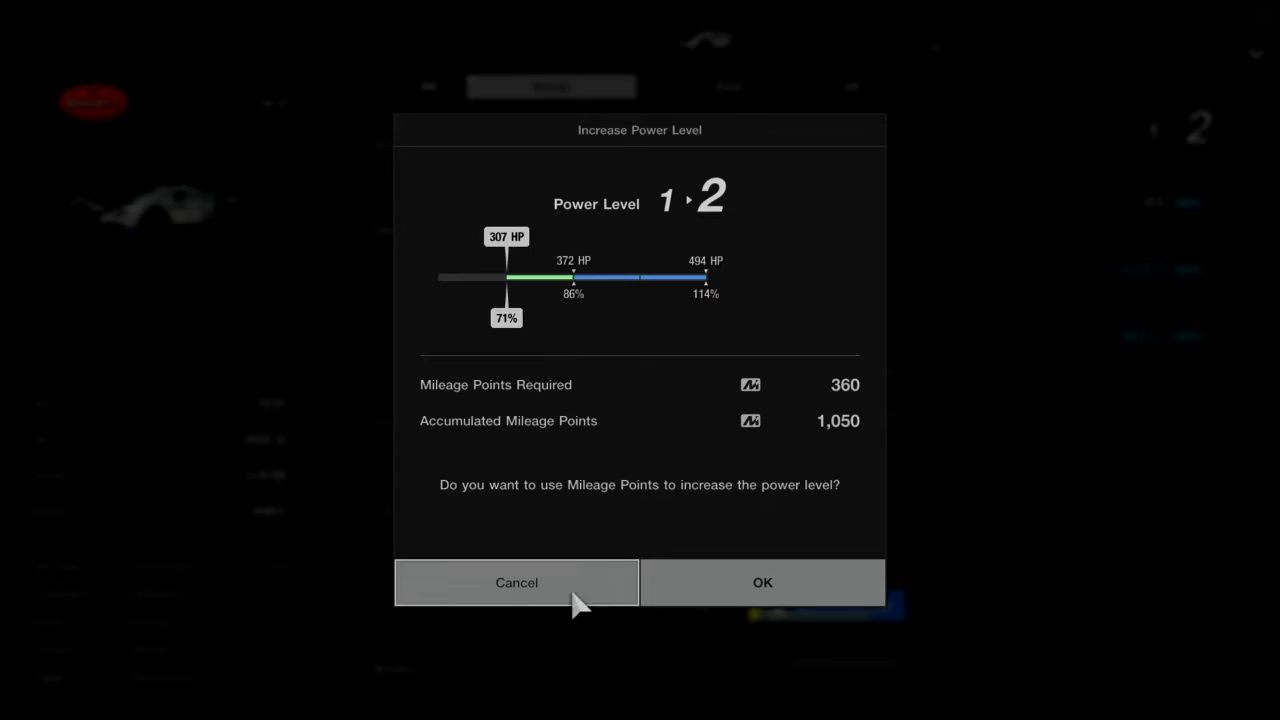 Increase Power Level
Power Level 1 2
307 HP
372 HP 494 HP
86% 114%
71%
Mileage Points Required 360
Accumulated Mileage Points 1,050
Do you want to use Mileage Points to increase the power level?
Cancel OK
2